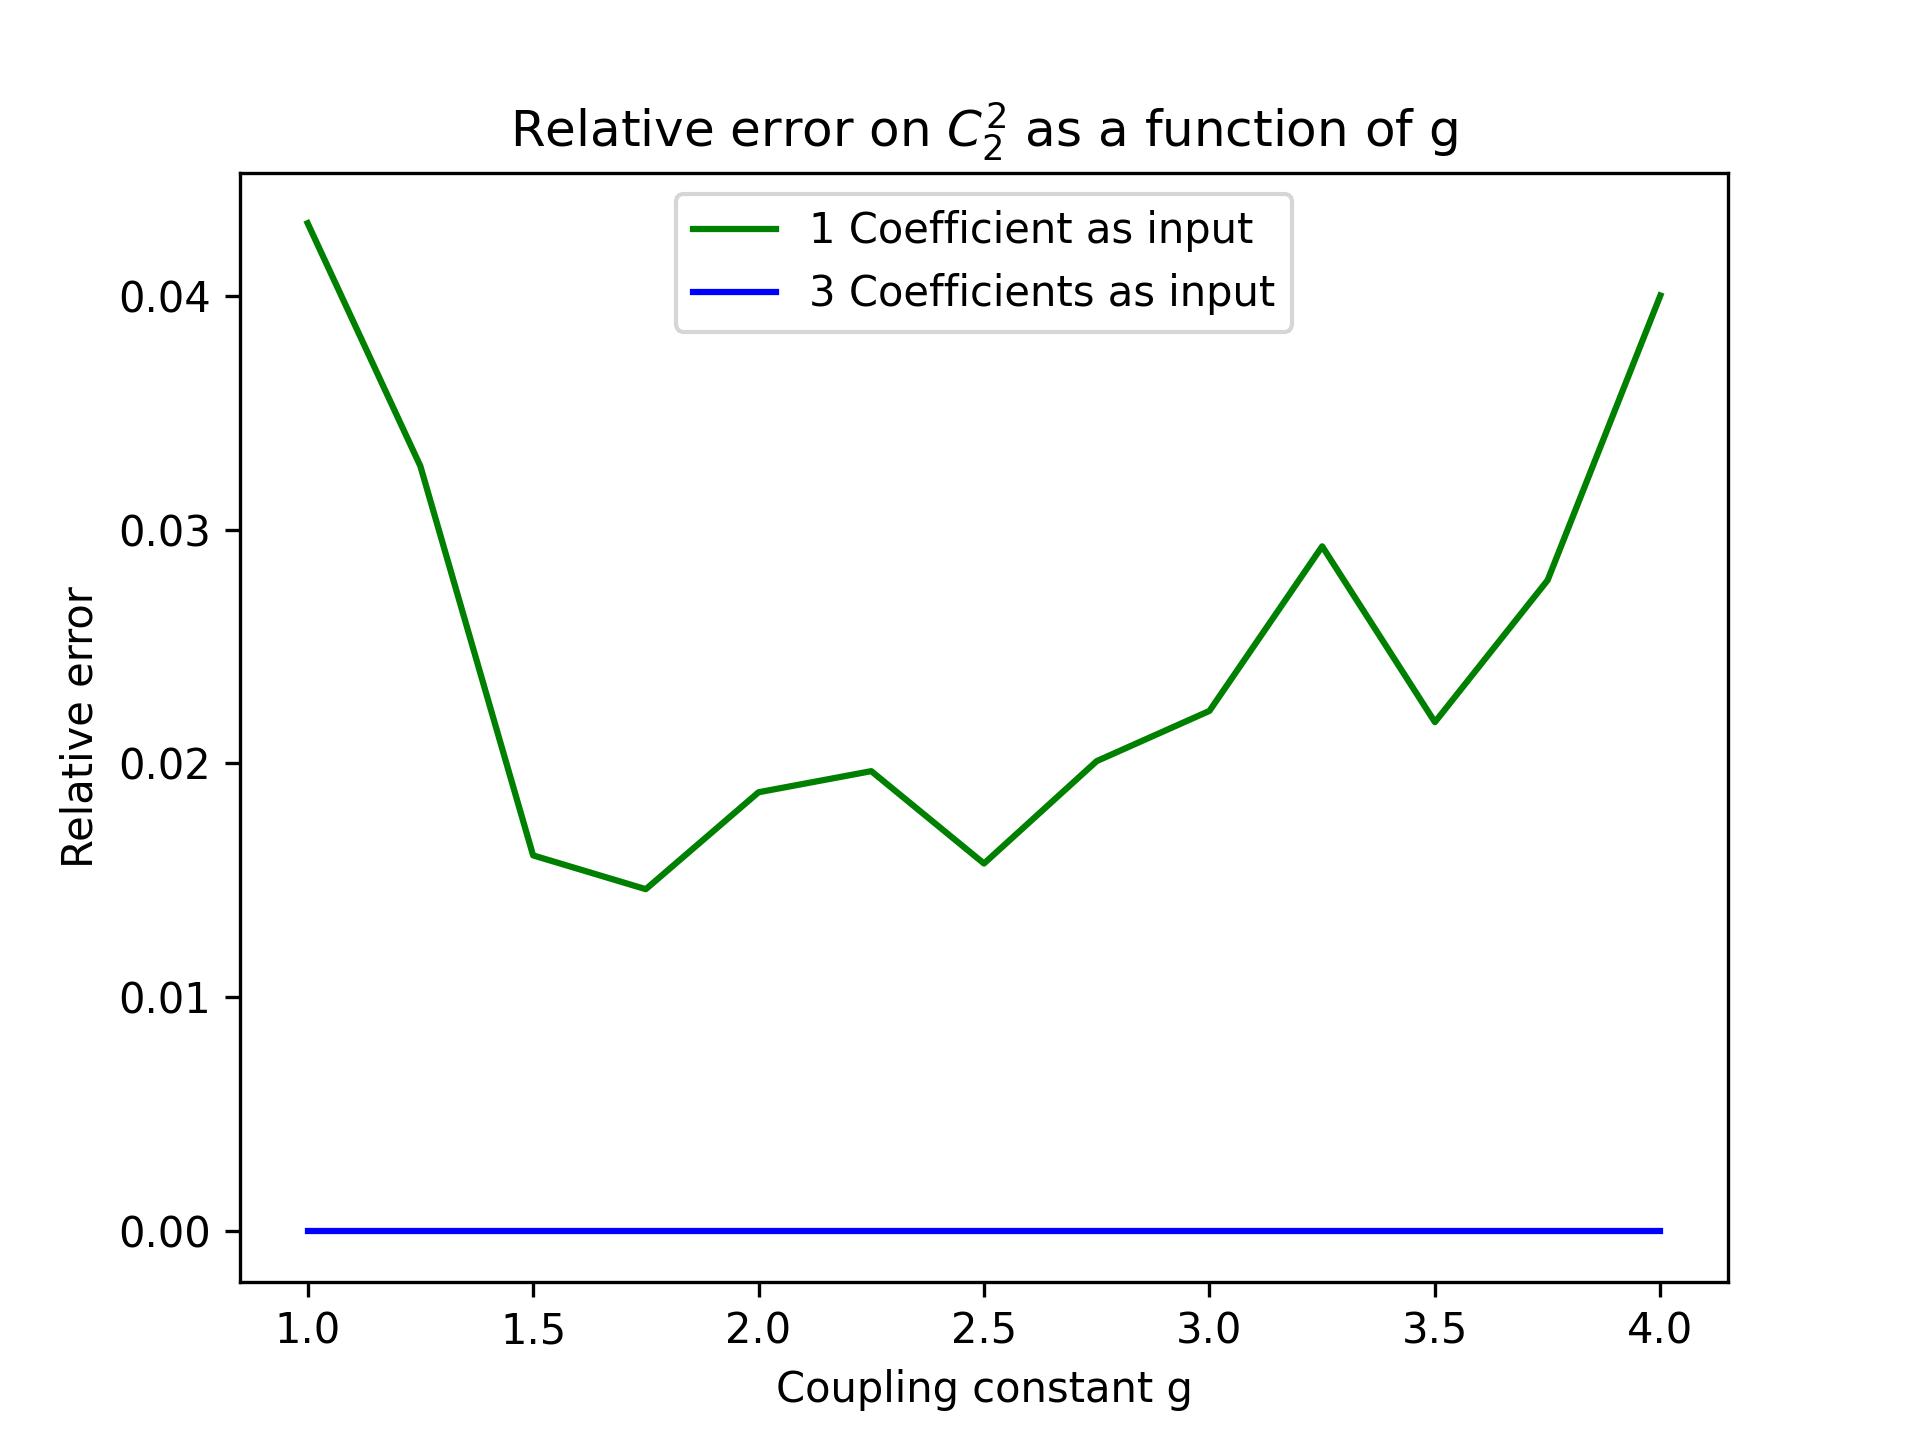 Relative error on $C_2^2$ as a function of g
1 Coefficient as input
3 Coefficients as input
0.04
0.03
0.02
0.01
0.00
Relative error
1.0 1.5 2.0 2.5 3.0 3.5 4.0
Coupling constant g